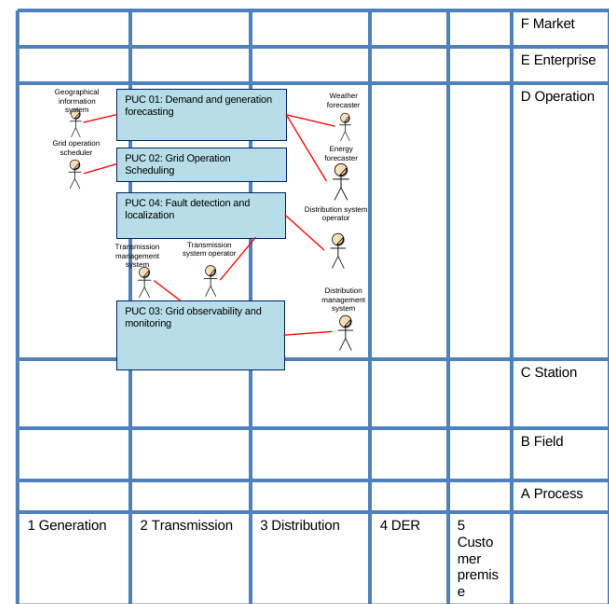 F Market
E Enterprise
D Operation
Geographical
information
system
PUC 01: Demand and generation
forecasting
Weather
forecaster
Grid operation
scheduler
PUC 02: Grid Operation
Scheduling
Energy
forecaster
PUC 04: Fault detection and
localization
Distribution system
operator
Transmission
management
system
Transmission
system operator
Distribution
management
system
PUC 03: Grid observability and
monitoring
C Station
B Field
A Process
1 Generation
2 Transmission
3 Distribution
4 DER
5
Custo
mer
premis
e